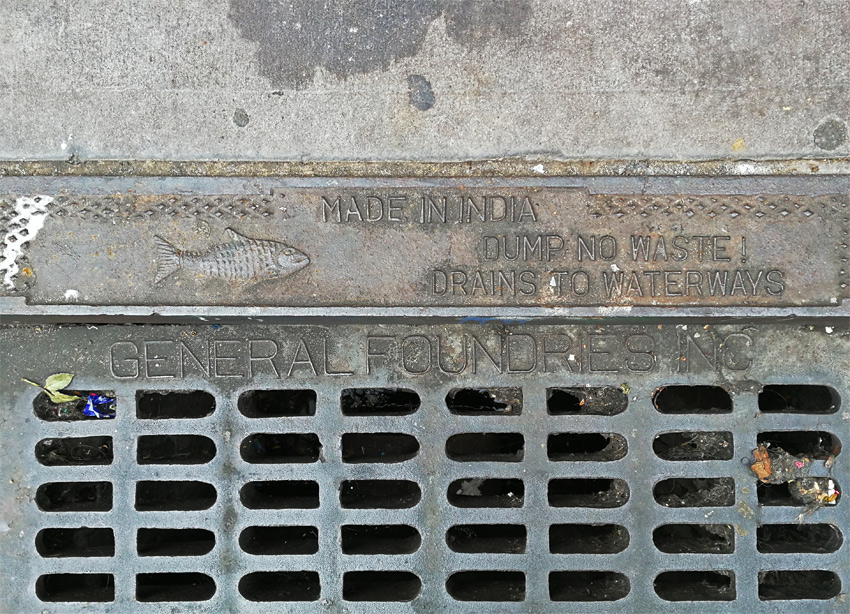 MADE IN INDIA
DUMP NO WASTE!
DRAINS TO WATERWAYS
GENERAL FOUNDRIES INC